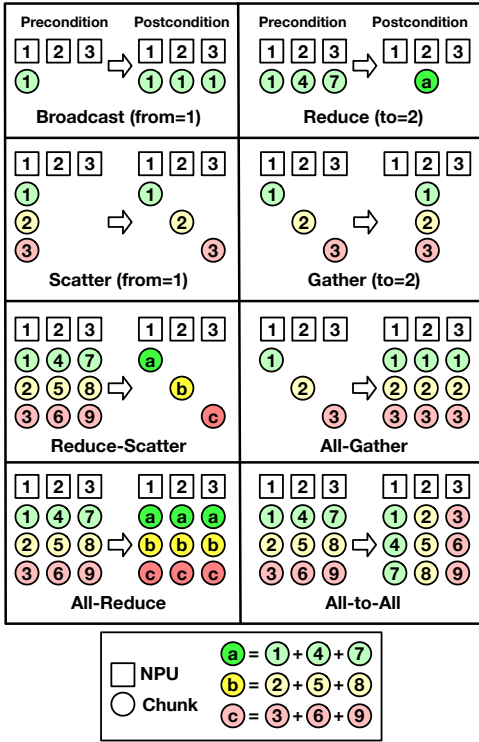 Precondition Postcondition
1 2 3 1 2 3
1 1 1 1
Broadcast (from=1)
Precondition Postcondition
1 2 3 1 2 3
1 4 7 a
Reduce (to=2)
1 2 3 1 2 3
1 1
2 2
3 3
Scatter (from=1)
1 2 3 1 2 3
1 1
2 2
3 3
Gather (to=2)
1 2 3 1 2 3
1 4 7 a
2 5 8 b
3 6 9 c
Reduce-Scatter
1 2 3 1 2 3
1 1 1 1
2 2 2 2
3 3 3 3
All-Gather
1 2 3 1 2 3
1 4 7 a a a
2 5 8 b b b
3 6 9 c c c
All-Reduce
1 2 3 1 2 3
1 4 7 1 2 3
2 5 8 4 5 6
3 6 9 7 8 9
All-to-All
NPU
Chunk
a = 1 + 4 + 7
b = 2 + 5 + 8
c = 3 + 6 + 9